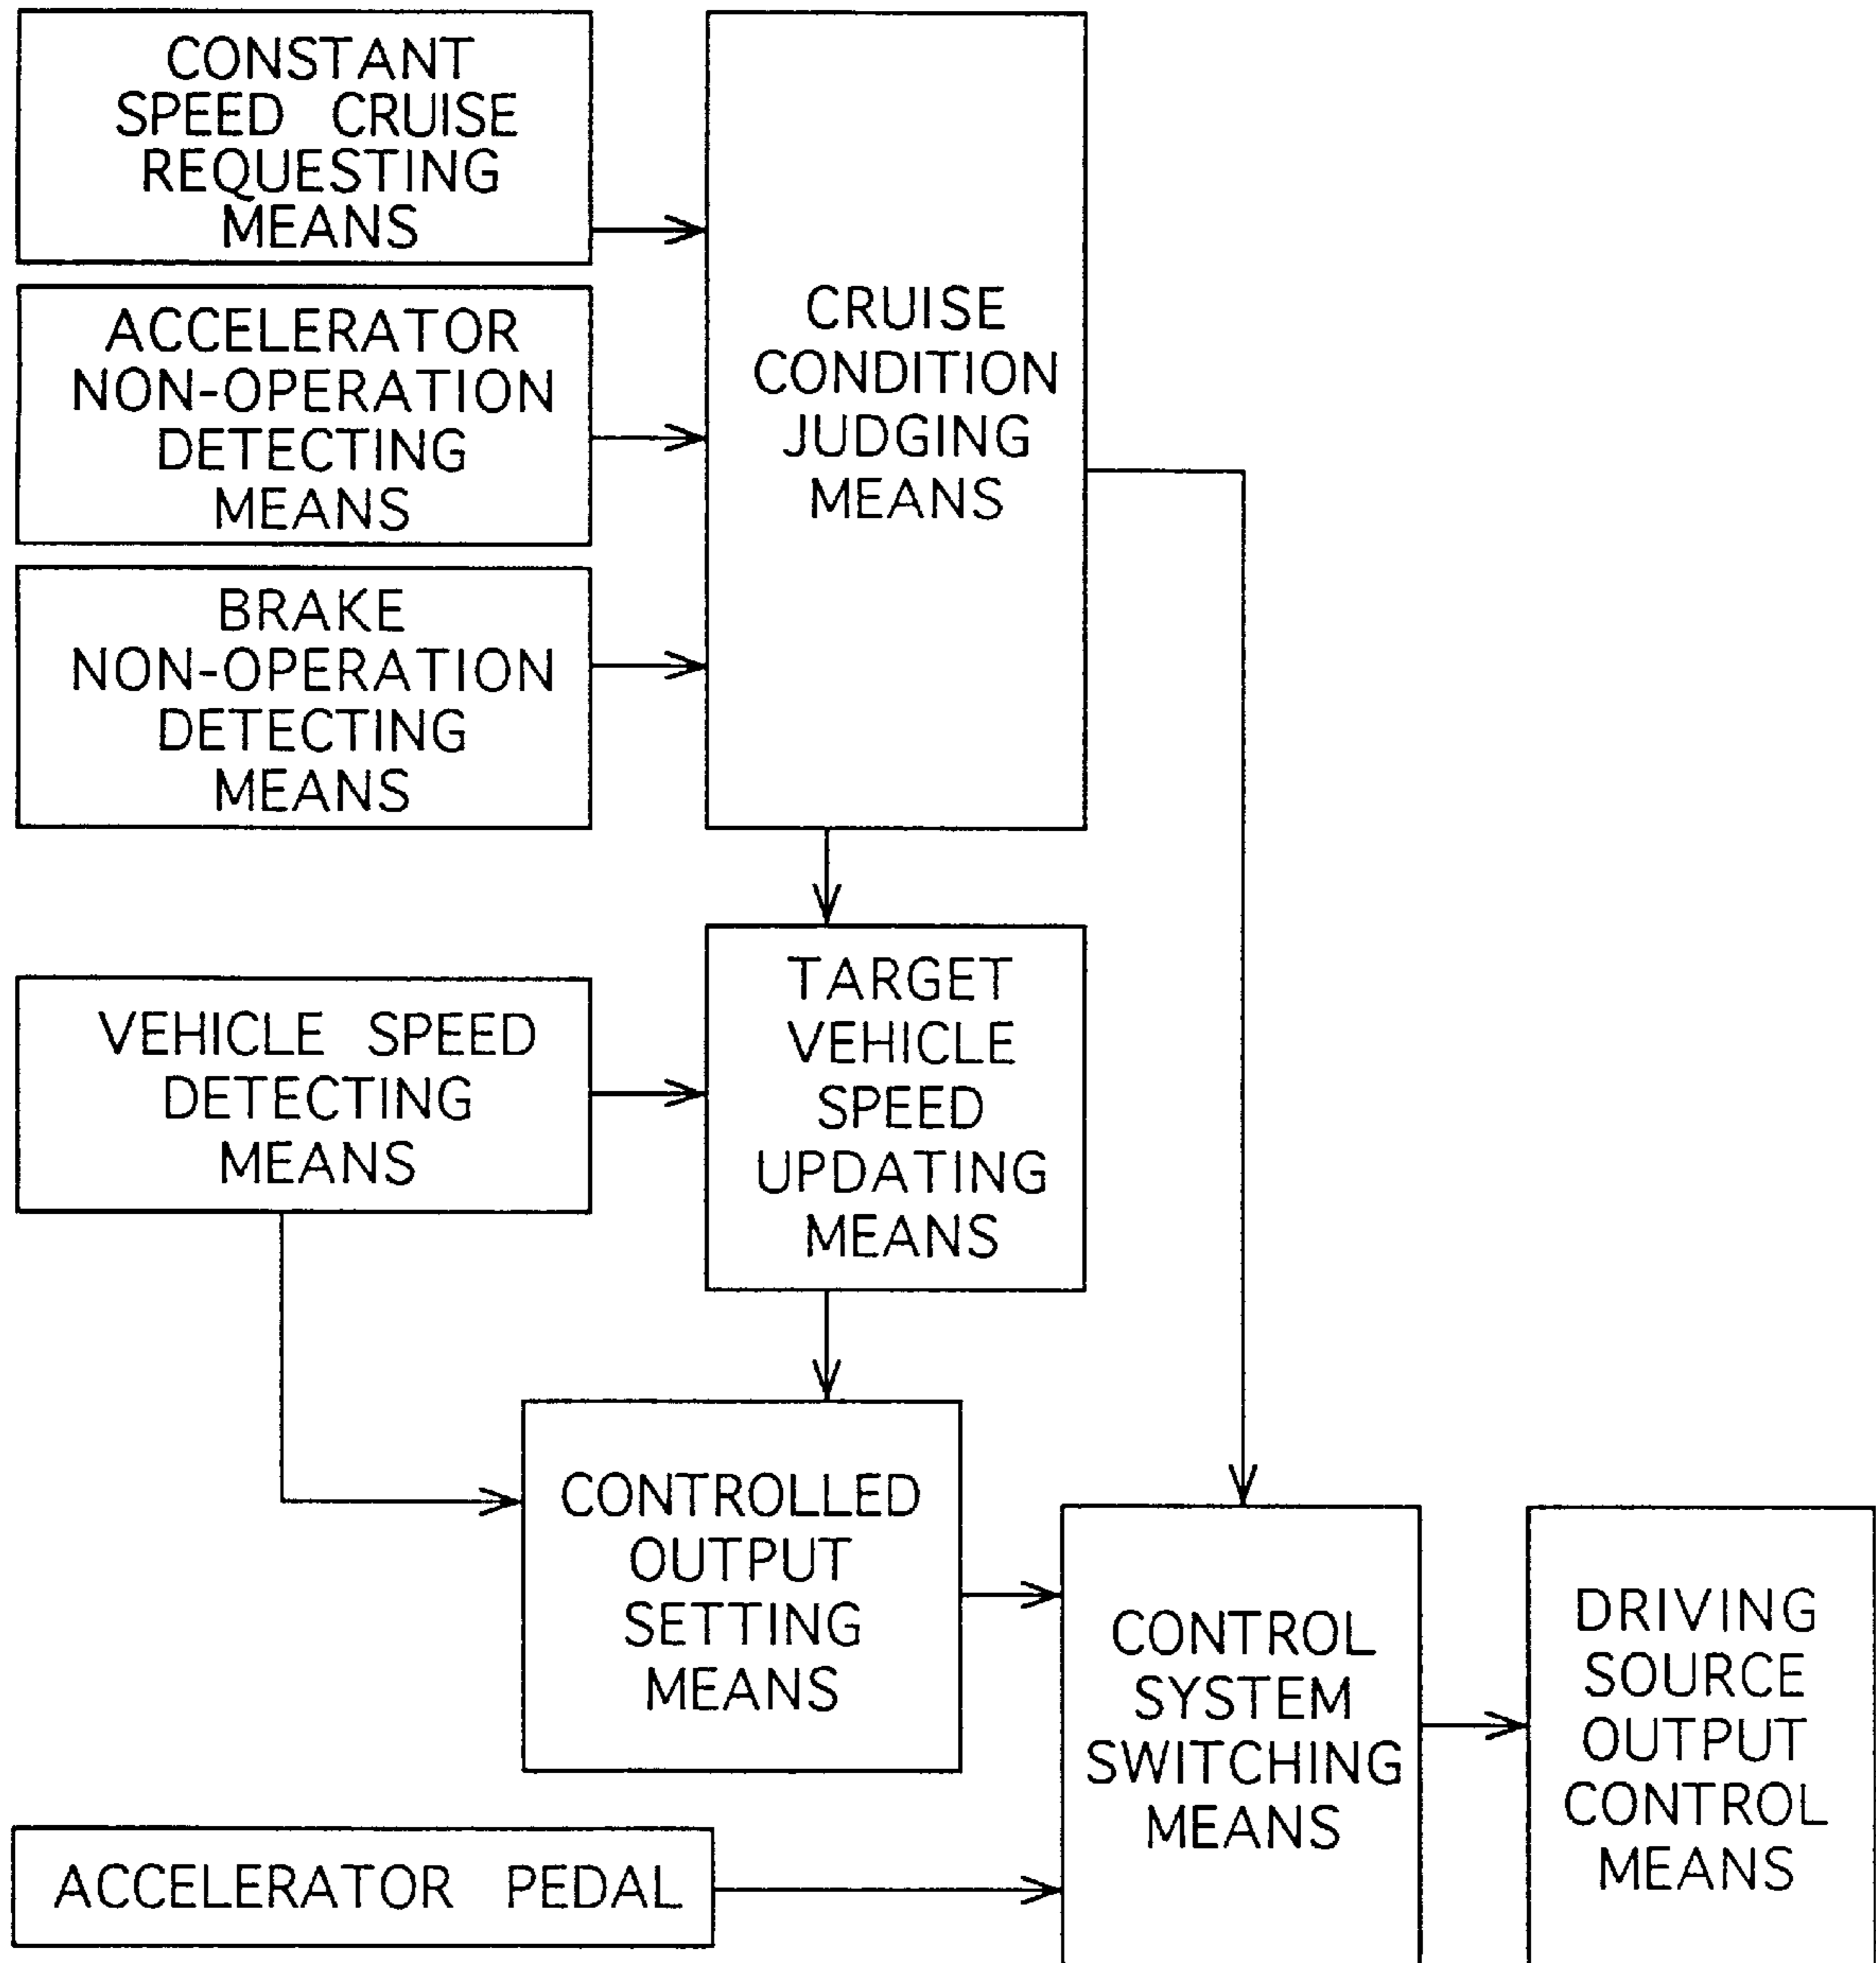 CONSTANT
SPEED CRUISE
REQUESTING
MEANS
ACCELERATOR
NON-OPERATION
DETECTING
MEANS
BRAKE
NON-OPERATION
DETECTING
MEANS
CRUISE
CONDITION
JUDGING
MEANS
VEHICLE SPEED
DETECTING
MEANS
TARGET
VEHICLE
SPEED
UPDATING
MEANS
CONTROLLED
OUTPUT
SETTING
MEANS
ACCELERATOR PEDAL
CONTROL
SYSTEM
SWITCHING
MEANS
DRIVING
SOURCE
OUTPUT
CONTROL
MEANS